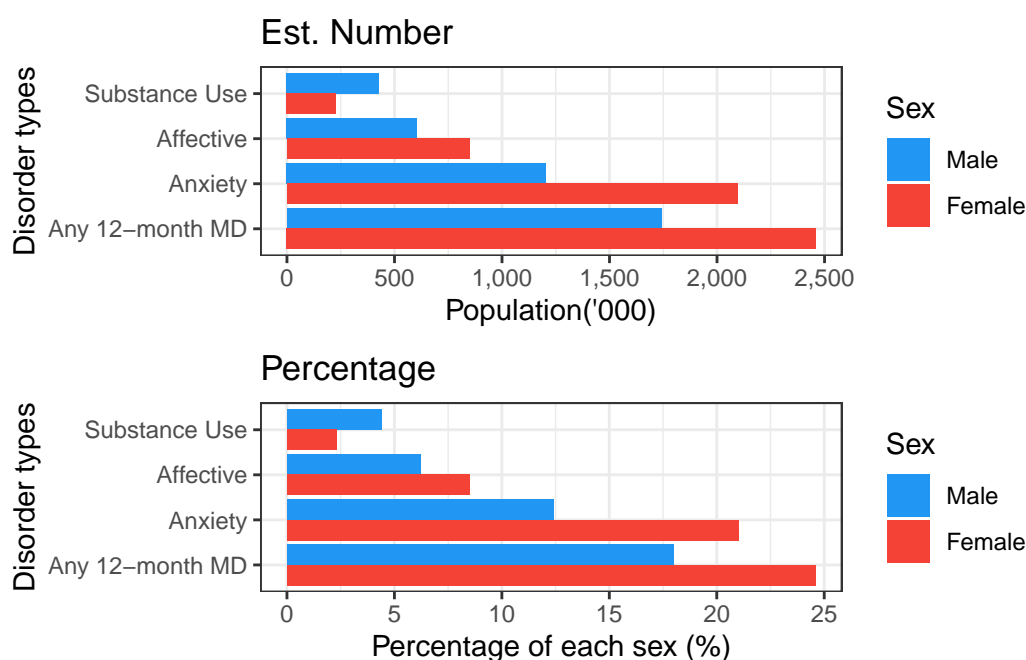 Est. Number
Disorder types
Substance Use
Affective
Anxiety
Any 12−month MD
0 500 1,000 1,500 2,000 2,500
Population('000)
Sex
Male
Female
Percentage
Disorder types
Substance Use
Affective
Anxiety
Any 12−month MD
0 5 10 15 20 25
Percentage of each sex (%)
Sex
Male
Female